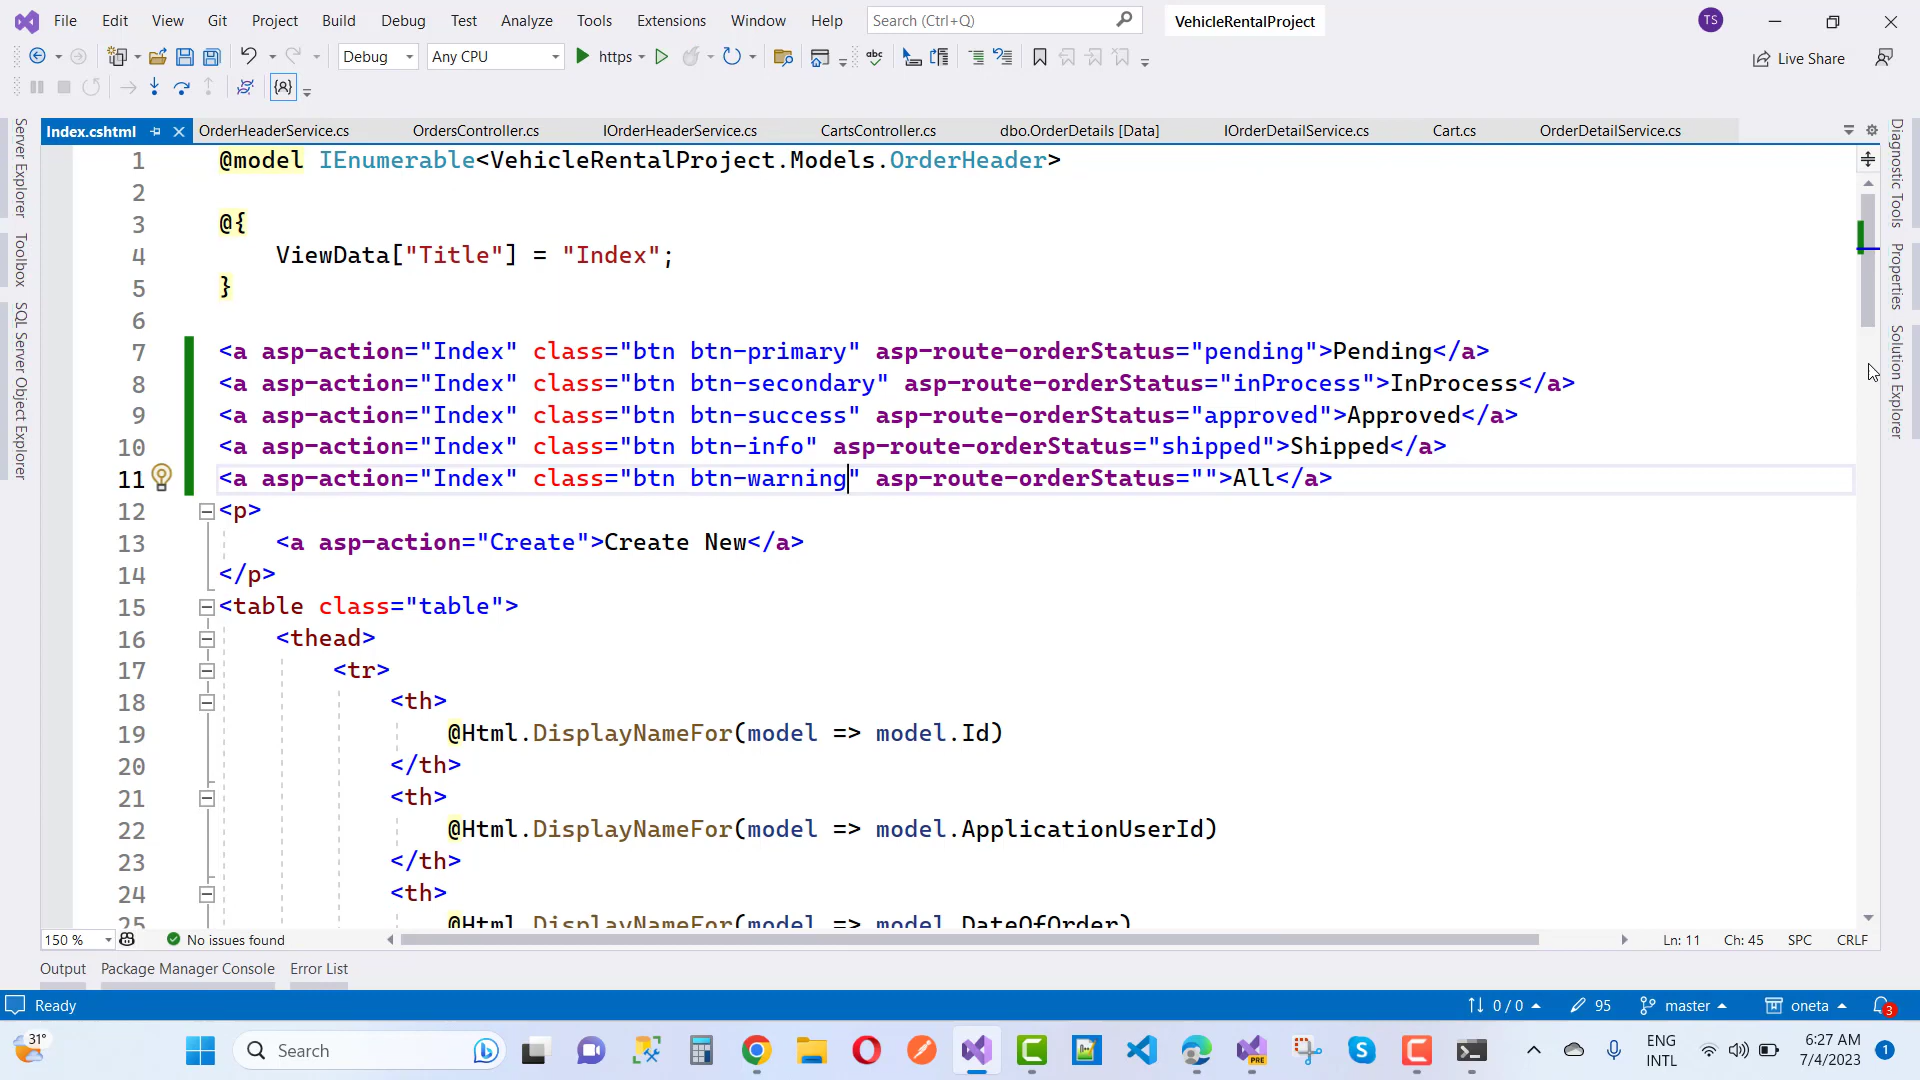 File Edit View Git Project Build Debug Test Analyze Tools Extensions Window Help Search (Ctrl+Q) VehicleRentalProject TS
Debug Any CPU https Live Share
Index.cshtml OrderHeaderService.cs OrdersController.cs IOrderHeaderService.cs CartsController.cs dbo.OrderDetails [Data] IOrderDetailService.cs Cart.cs OrderDetailService.cs
Server Explorer
Toolbox
SQL Server Object Explorer
1 @model IEnumerable<VehicleRentalProject.Models.OrderHeader>
2
3 @{
4 ViewData["Title"] = "Index";
5 }
6
7 <a asp-action="Index" class="btn btn-primary" asp-route-orderStatus="pending">Pending</a>
8 <a asp-action="Index" class="btn btn-secondary" asp-route-orderStatus="inProcess">InProcess</a>
9 <a asp-action="Index" class="btn btn-success" asp-route-orderStatus="approved">Approved</a>
10 <a asp-action="Index" class="btn btn-info" asp-route-orderStatus="shipped">Shipped</a>
11 <a asp-action="Index" class="btn btn-warning" asp-route-orderStatus="">All</a>
12 <p>
13 <a asp-action="Create">Create New</a>
14 </p>
15 <table class="table">
16 <thead>
17 <tr>
18 <th>
19 @Html.DisplayNameFor(model => model.Id)
20 </th>
21 <th>
22 @Html.DisplayNameFor(model => model.ApplicationUserId)
23 </th>
24 <th>
25 @Html.DisplayNameFor(model => model.DateOfOrder)
Diagnostic Tools
Properties
Solution Explorer
150 % No issues found Ln: 11 Ch: 45 SPC CRLF
Output Package Manager Console Error List
Ready 0 / 0 95 master oneta 3
31° Search PRE ENG 6:27 AM
INTL 7/4/2023 1